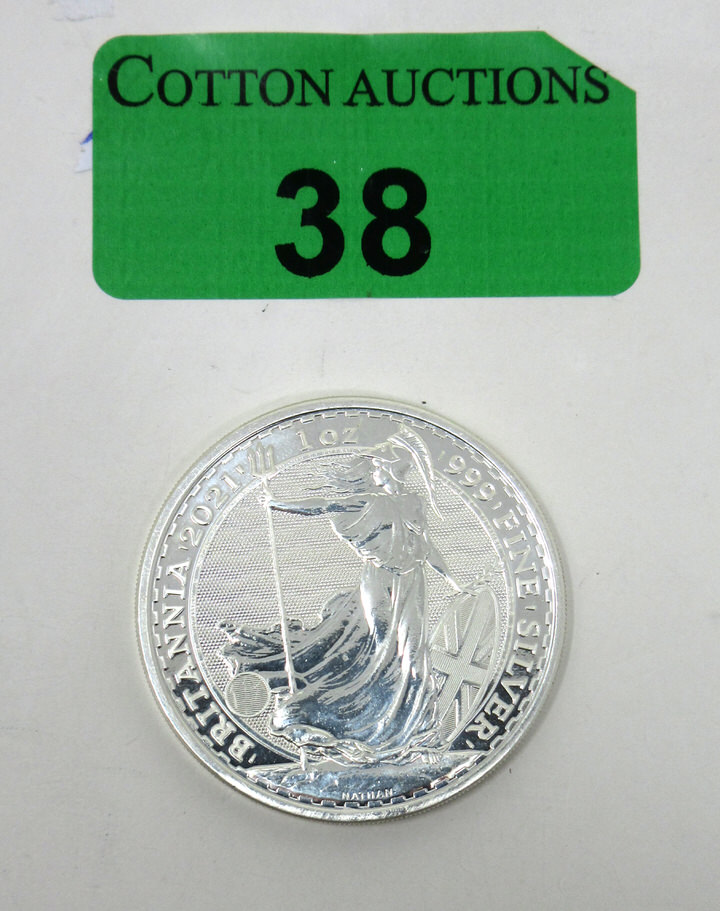 COTTON AUCTIONS
38
BRITANNIA 2021 1 oz 999 FINE SILVER
NATHAN